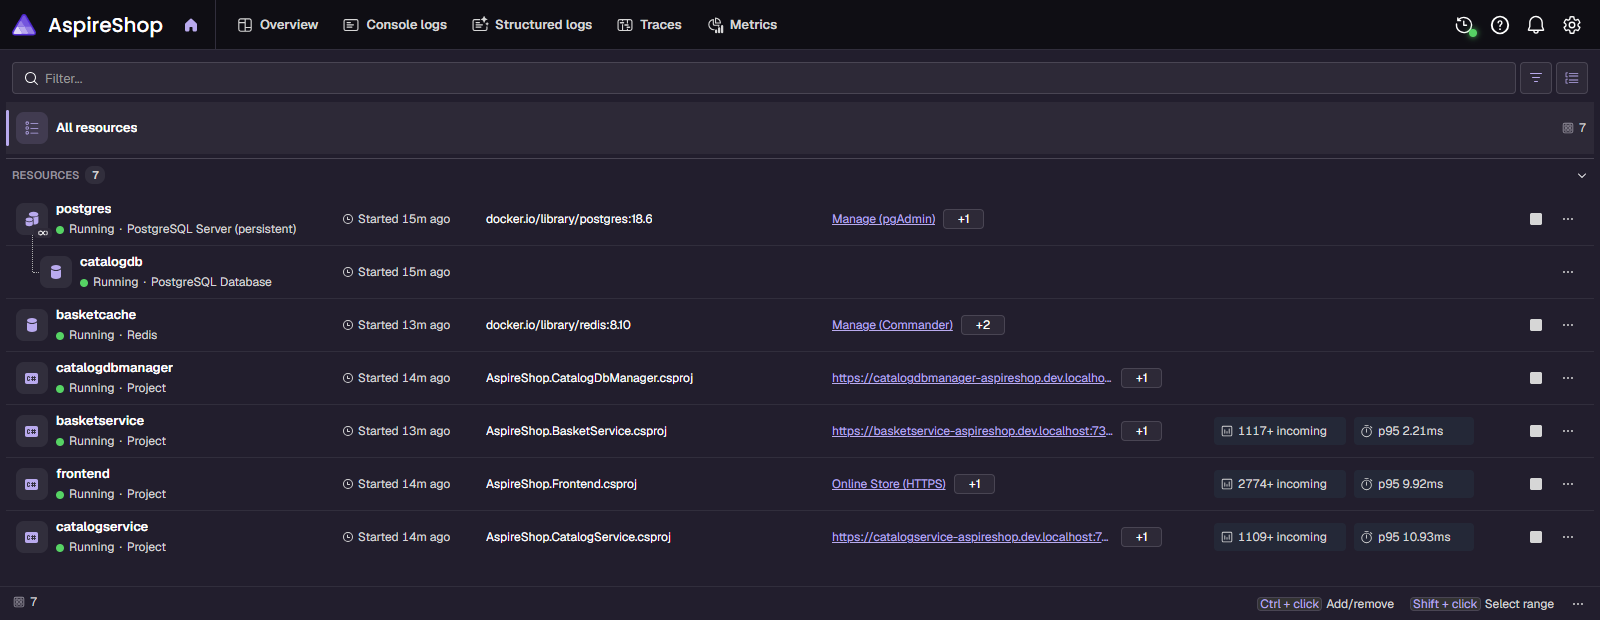 AspireShop
Overview
Console logs
Structured logs
Traces
Metrics
Filter...
All resources
7
RESOURCES 7
postgres
Running · PostgreSQL Server (persistent)
Started 15m ago
docker.io/library/postgres:18.6
Manage (pgAdmin)
+1
catalogdb
Running · PostgreSQL Database
Started 15m ago
basketcache
Running · Redis
Started 13m ago
docker.io/library/redis:8.10
Manage (Commander)
+2
catalogdbmanager
C#
Running · Project
Started 14m ago
AspireShop.CatalogDbManager.csproj
https://catalogdbmanager-aspireshop.dev.localho...
+1
basketservice
C#
Running · Project
Started 13m ago
AspireShop.BasketService.csproj
https://basketservice-aspireshop.dev.localhost:73...
+1
1117+ incoming
p95 2.21ms
frontend
C#
Running · Project
Started 14m ago
AspireShop.Frontend.csproj
Online Store (HTTPS)
+1
2774+ incoming
p95 9.92ms
catalogservice
C#
Running · Project
Started 14m ago
AspireShop.CatalogService.csproj
https://catalogservice-aspireshop.dev.localhost:7...
+1
1109+ incoming
p95 10.93ms
7
Ctrl + click Add/remove
Shift + click Select range